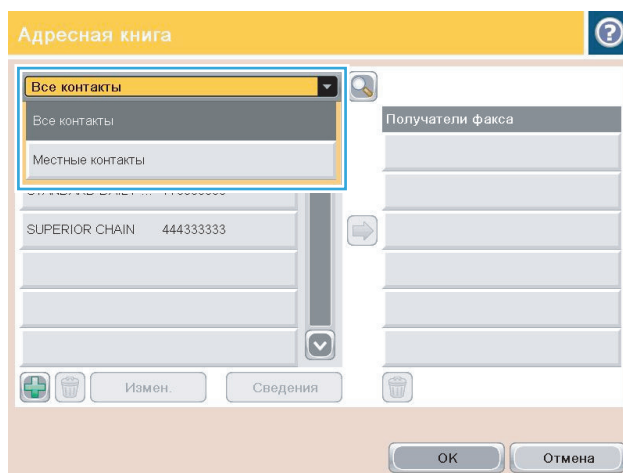 Адресная книга
Все контакты
Все контакты
Местные контакты
SUPERIOR CHAIN 444333333
Получатели факса
Измен.
Сведения
OK
Отмена